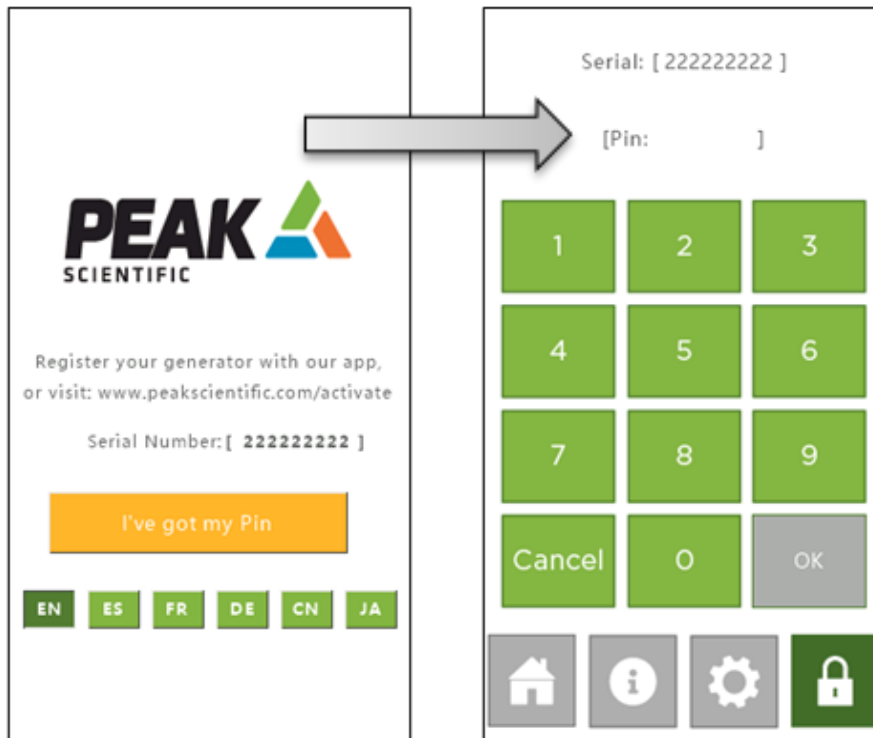 PEAK
SCIENTIFIC
Register your generator with our app,
or visit: www.peakscientific.com/activate
Serial Number:[ 222222222 ]
I've got my Pin
EN ES FR DE CN JA
Serial: [ 222222222 ]
[Pin: ]
1 2 3
4 5 6
7 8 9
Cancel 0 OK